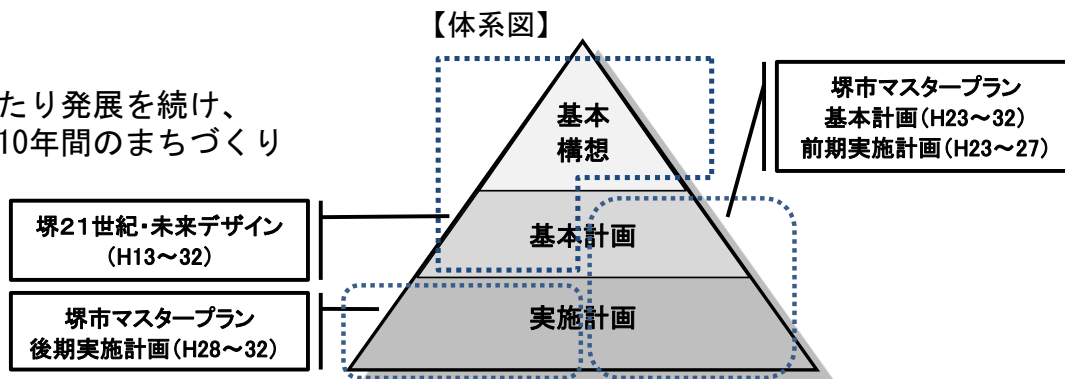 【体系図】
たり発展を続け、
10年間のまちづくり
基本
構想
基本計画
実施計画
堺市マスタープラン
基本計画(H23～32)
前期実施計画(H23～27)
堺21世紀・未来デザイン
(H13～32)
堺市マスタープラン
後期実施計画(H28～32)